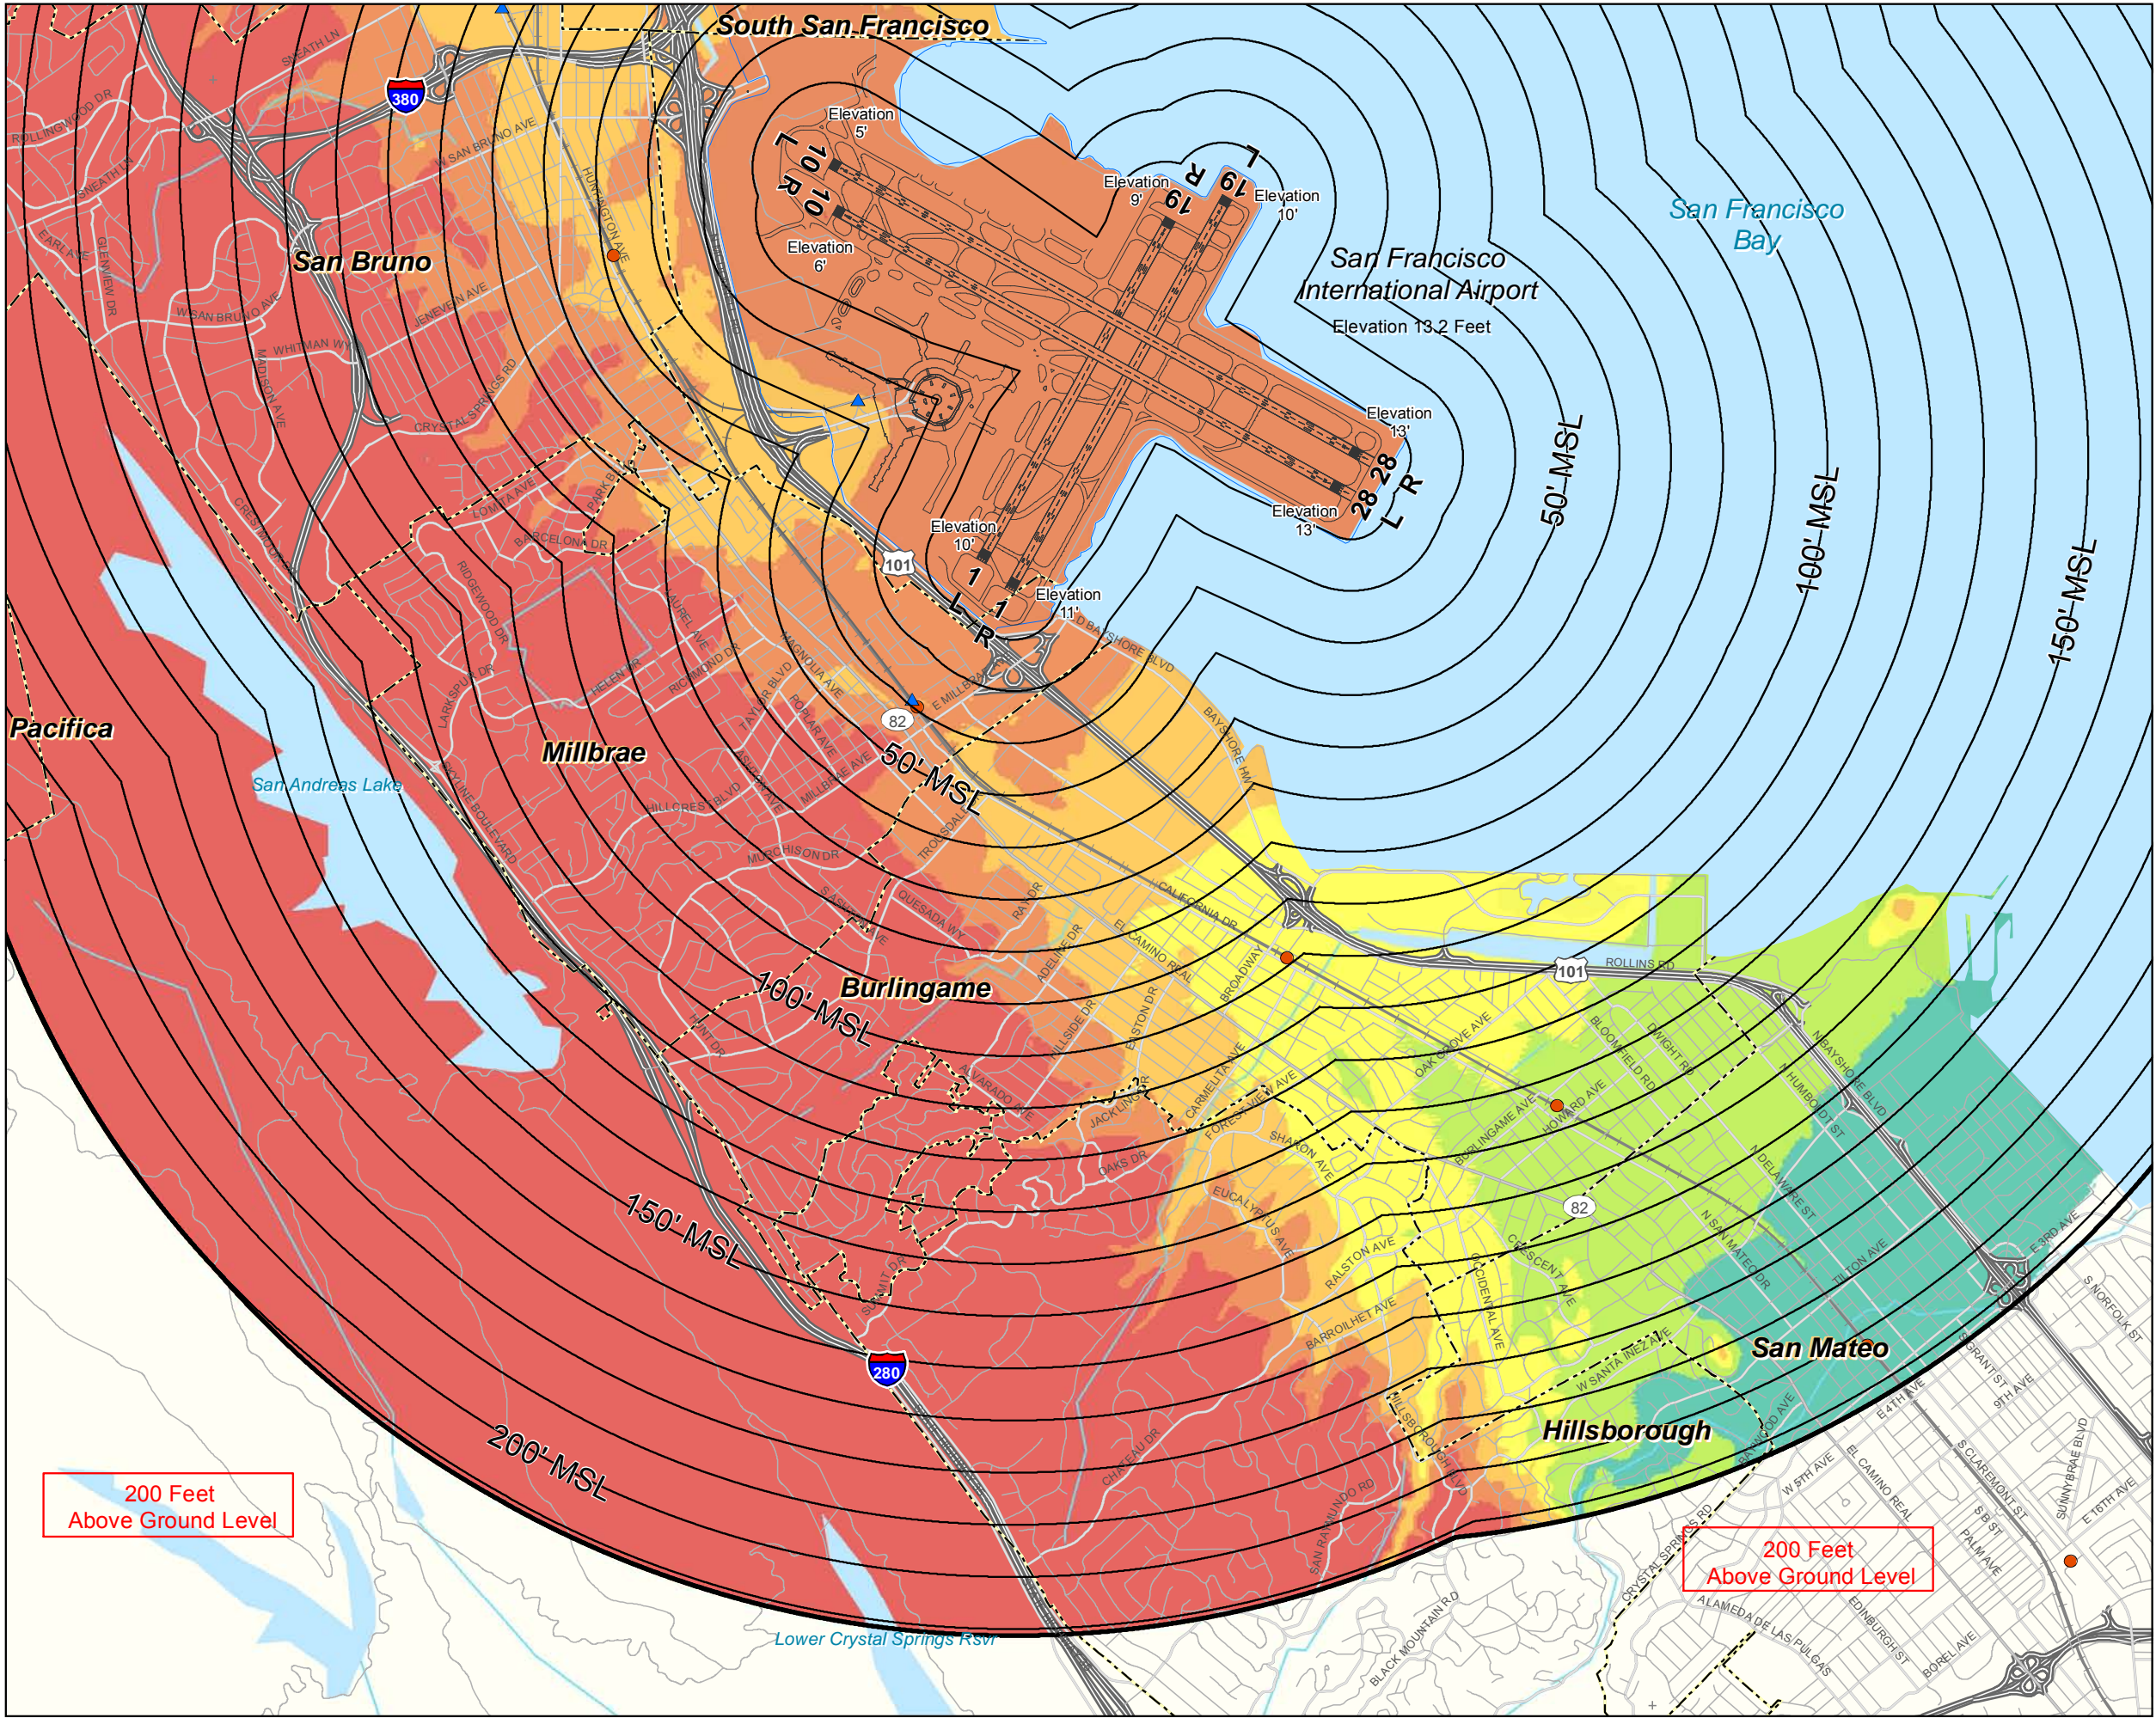 South San Francisco
SNEATH LN
380
ROLLINGWOOD DR
W SAN BRUNO AVE
SNEATH LN
HUNTINGTON AVE
EARL AVE
GLENVIEW DR
San Bruno
W SAN BRUNO AVE
JENEVEIN AVE
WHITMAN WY
MADISON AVE
CRYSTAL SPRINGS RD
Elevation
5'
L
10
R
10
Elevation
6'
Elevation
9'
R
19
L
19
Elevation
10'
San Francisco
International Airport
Elevation 13.2 Feet
San Francisco
Bay
Elevation
13'
28
R
28
L
Elevation
13'
50' MSL
100' MSL
150' MSL
Elevation
10'
1
L
1
R
Elevation
11'
101
LOMITA AVE
BARCELONA DR
RIDGEWOOD DR
LAUREL AVE
RICHMOND DR
HELEN DR
LARKSPUR DR
MAGNOLIA AVE
TAYLOR BLVD
POPLAR AVE
E MILLBRAE
82
BAYSHORE BLVD
BAYSHORE HWY
Pacifica
Millbrae
San Andreas Lake
SKYLINE BOULEVARD
HILLCREST BLVD
ASHTON AVE
MILLBRAE AVE
50' MSL
TROUSDALE
MURCHISON DR
S ASHTON AVE
QUESADA WY
RAY DR
CALIFORNIA DR
EL CAMINO REAL
ADELINE DR
BROADWAY
101
ROLLINS RD
Burlingame
100' MSL
HUNT DR
HILLSIDE DR
EASTON DR
ALVARADO AVE
JACKLING DR
CARMELITA AVE
FOREST VIEW AVE
OAK GROVE AVE
BLOOMFIELD RD
DWIGHT RD
N BAYSHORE BLVD
N HUMBOLDT ST
BURLINGAME AVE
HOWARD AVE
OAKS DR
SHARON AVE
EUCALYPTUS AVE
82
N DELAWARE ST
N SAN MATEO DR
TILTON AVE
CRESCENT AVE
OCCIDENTAL AVE
RALSTON AVE
BARROILHET AVE
W SANTA INEZ AVE
E 3RD AVE
S NORFOLK ST
150' MSL
SUMMIT DR
280
San Mateo
S GRANT ST
9TH AVE
E 4TH AVE
Hillsborough
BAYWOOD AVE
HILLSBOROUGH BLVD
CHATEAU DR
SAN RAYMUNDO RD
200' MSL
200 Feet
Above Ground Level
W 5TH AVE
EL CAMINO REAL
S CLAREMONT ST
SUNNYBRAE BLVD
E 16TH AVE
S B ST
PALM AVE
CRYSTAL SPRINGS RD
200 Feet
Above Ground Level
BLACK MOUNTAIN RD
ALAMEDA DE LAS PULGAS
EDINBURGH ST
BOREL AVE
Lower Crystal Springs Rsvr